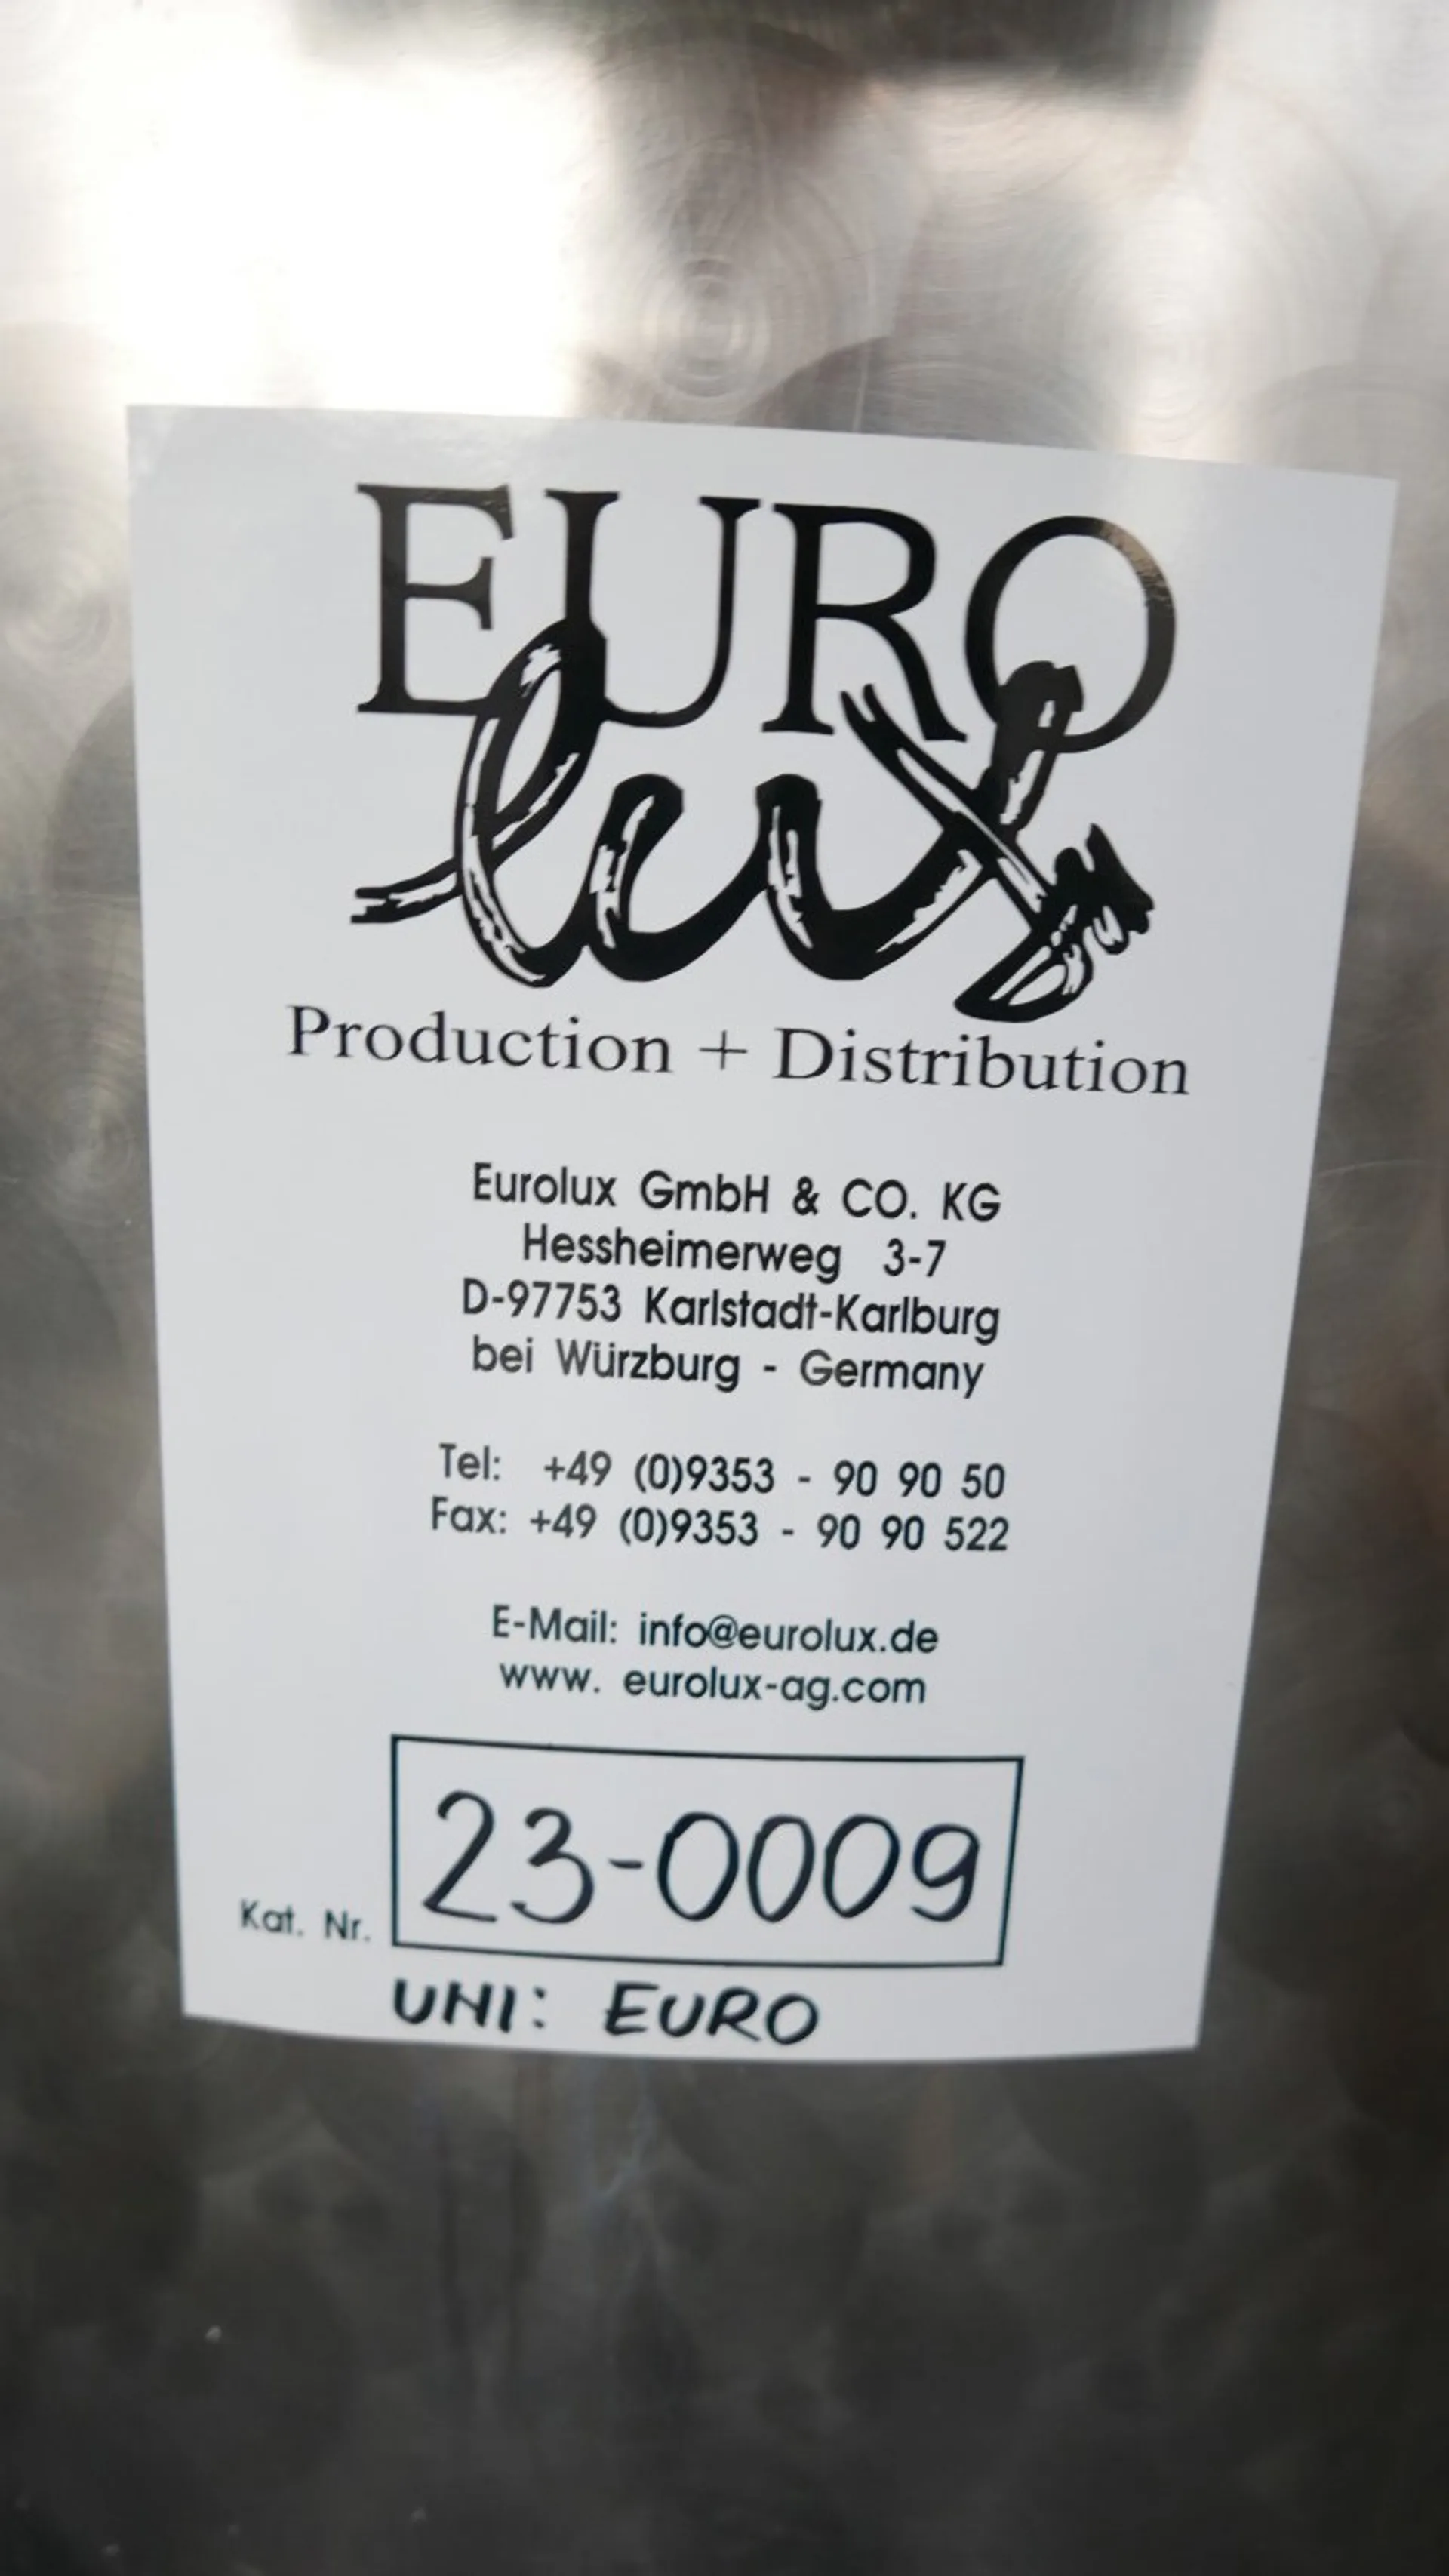 EURO
lux
Production + Distribution
Eurolux GmbH & CO. KG
Hessheimerweg 3-7
D-97753 Karlstadt-Karlburg
bei Würzburg - Germany
Tel: +49 (0)9353 - 90 90 50
Fax: +49 (0)9353 - 90 90 522
E-Mail: info@eurolux.de
www. eurolux-ag.com
Kat. Nr. 23-0009
UNI: EURO